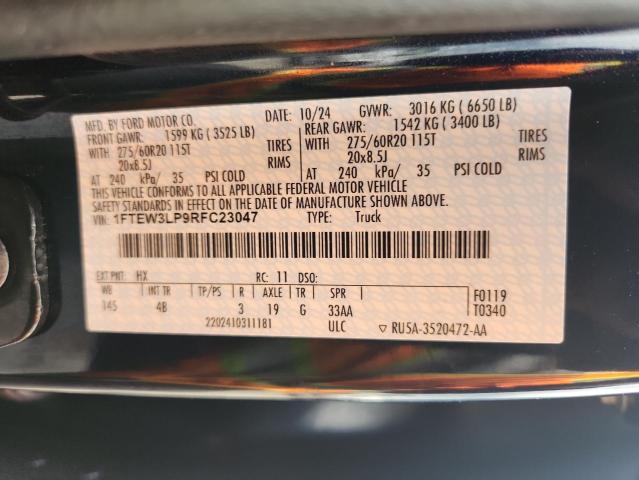 MFD. BY FORD MOTOR CO. DATE: 10/24 GVWR: 3016 KG ( 6650 LB)
FRONT GAWR: 1599 KG ( 3525 LB) REAR GAWR: 1542 KG ( 3400 LB)
WITH 275/60R20 115T TIRES WITH 275/60R20 115T TIRES
20x8.5J RIMS 20x8.5J RIMS
AT 240 kPa/ 35 PSI COLD AT 240 kPa/ 35 PSI COLD
THIS VEHICLE CONFORMS TO ALL APPLICABLE FEDERAL MOTOR VEHICLE
SAFETY STANDARDS IN EFFECT ON THE DATE OF MANUFACTURE SHOWN ABOVE.
VIN: 1FTEW3LP9RFC23047 TYPE: Truck
EXT PNT: HX RC: 11 DSO:
WB INT TR TP/PS R AXLE TR SPR F0119
145 4B 3 19 G 33AA T0340
2202410311181 ULC ▽ RU5A-3520472-AA